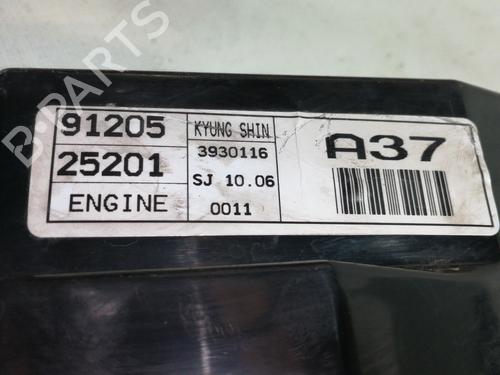 B-PARTS
91205
25201
ENGINE
KYUNG SHIN
3930116
SJ 10.06
0011
A37